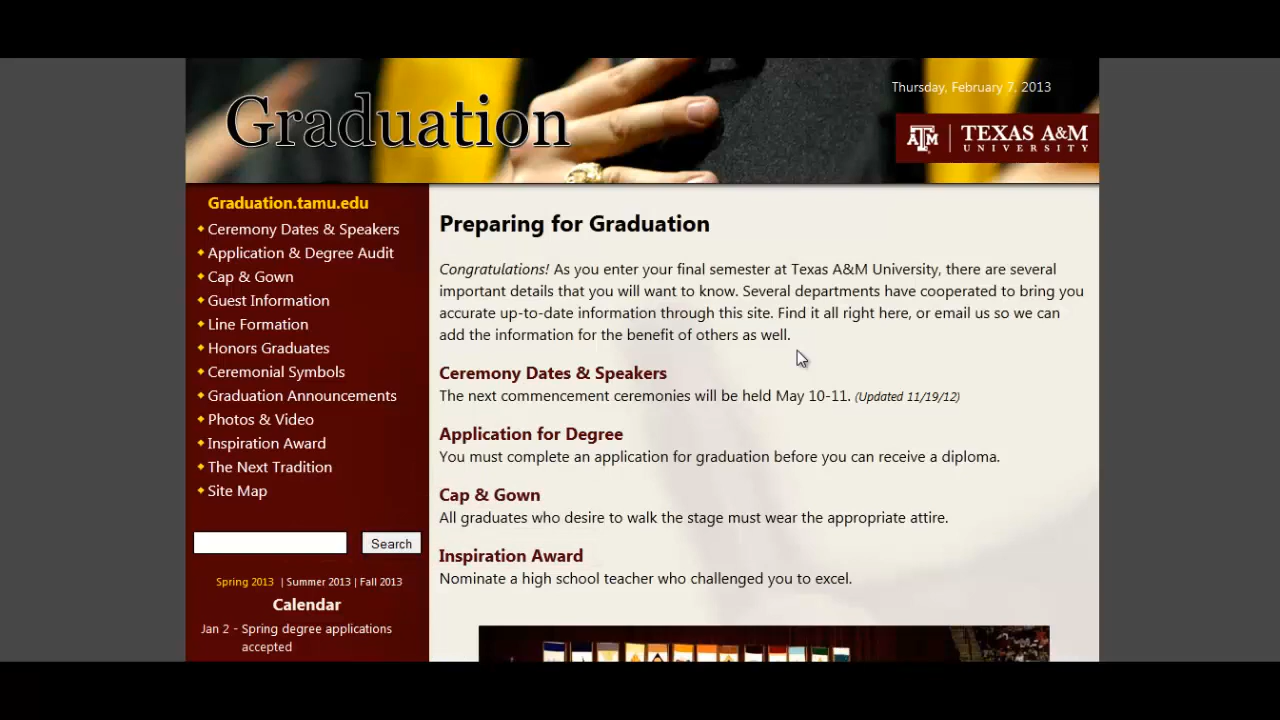 Graduation
Thursday, February 7, 2013
ATM | TEXAS A&M
UNIVERSITY
Graduation.tamu.edu
Ceremony Dates & Speakers
Application & Degree Audit
Cap & Gown
Guest Information
Line Formation
Honors Graduates
Ceremonial Symbols
Graduation Announcements
Photos & Video
Inspiration Award
The Next Tradition
Site Map
Search
Spring 2013 | Summer 2013 | Fall 2013
Calendar
Jan 2 - Spring degree applications
accepted
Preparing for Graduation
Congratulations! As you enter your final semester at Texas A&M University, there are several
important details that you will want to know. Several departments have cooperated to bring you
accurate up-to-date information through this site. Find it all right here, or email us so we can
add the information for the benefit of others as well.
Ceremony Dates & Speakers
The next commencement ceremonies will be held May 10-11. (Updated 11/19/12)
Application for Degree
You must complete an application for graduation before you can receive a diploma.
Cap & Gown
All graduates who desire to walk the stage must wear the appropriate attire.
Inspiration Award
Nominate a high school teacher who challenged you to excel.